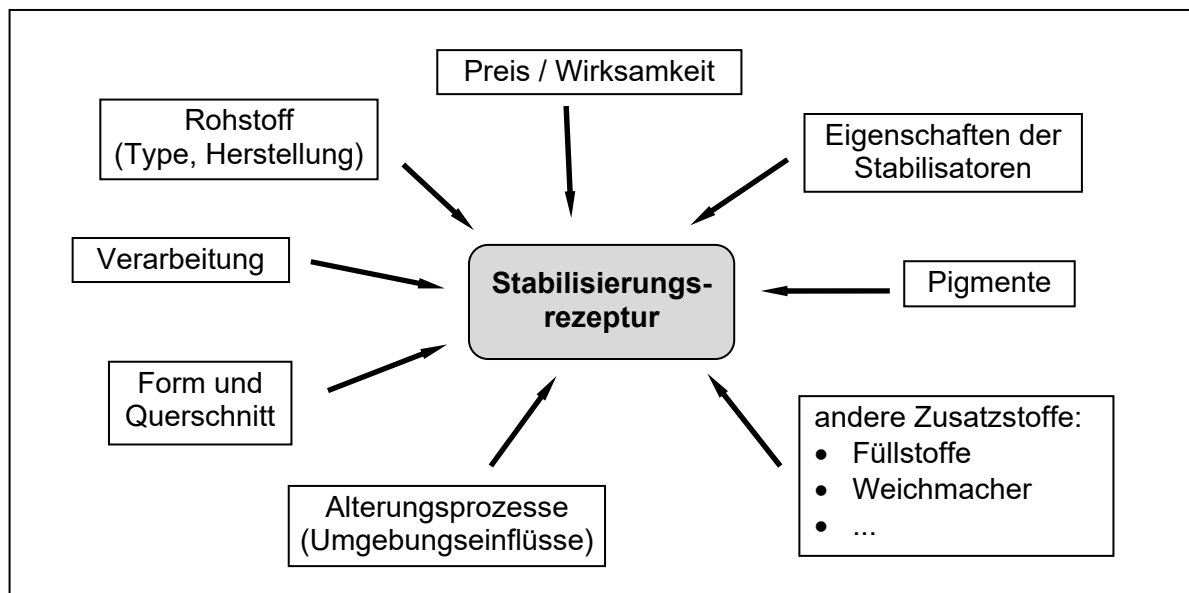 Preis / Wirksamkeit
Rohstoff
(Type, Herstellung)
Eigenschaften der
Stabilisatoren
Verarbeitung
Stabilisierungs-
rezeptur
Pigmente
Form und
Querschnitt
andere Zusatzstoffe:
• Füllstoffe
• Weichmacher
• ...
Alterungsprozesse
(Umgebungseinflüsse)